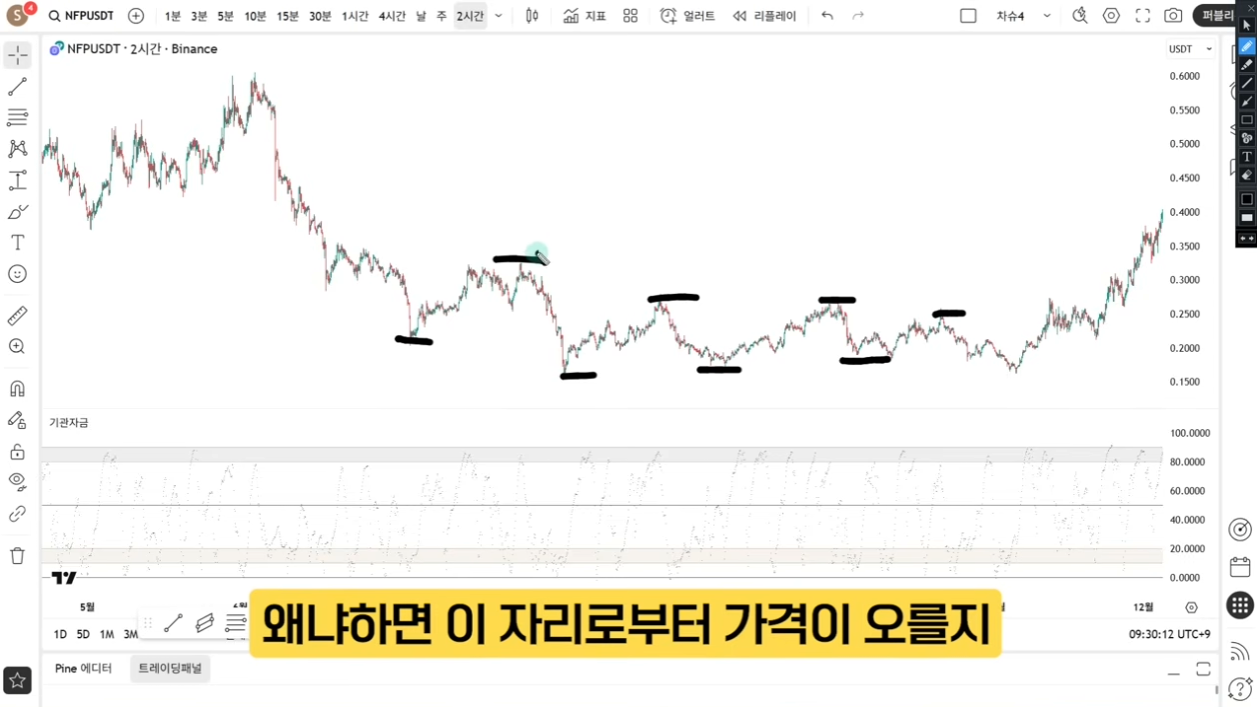 S 4 NFPUSDT 1분 3분 5분 10분 15분 30분 1시간 4시간 날 주 2시간 지표 얼러트 리플레이 차슈4 퍼블리
NFPUSDT · 2시간 · Binance
USDT
0.6000
0.5500
0.5000
0.4500
0.4000
0.3500
0.3000
0.2500
0.2000
0.1500
기관자금
100.0000
80.0000
60.0000
40.0000
20.0000
0.0000
5월 12월
1D 5D 1M 3M
왜냐하면 이 자리로부터 가격이 오를지
09:30:12 UTC+9
Pine 에디터 트레이딩패널